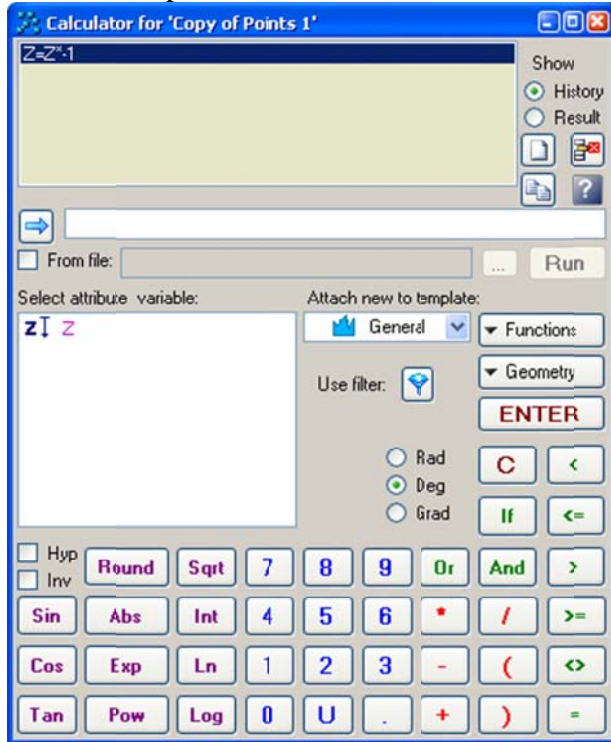 Calculator for 'Copy of Points 1'
Z=Z*-1
Show
History
Result
?
From file:
... Run
Select attribute variable:
Attach new to template:
Z Z
General
Functions
Geometry
Use filter:
ENTER
Rad
Deg
Grad
C <
If <=
Hyp
Inv
Round Sqrt 7 8 9 Or And >
Sin Abs Int 4 5 6 * / >=
Cos Exp Ln 1 2 3 - ( <>
Tan Pow Log 0 U . + ) =